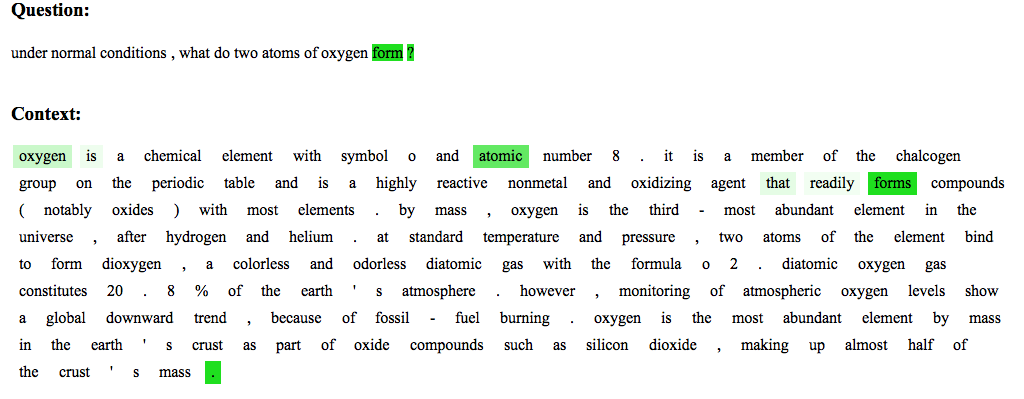 Question:
under normal conditions , what do two atoms of oxygen form ?
Context:
oxygen is a chemical element with symbol o and atomic number 8 . it is a member of the chalcogen
group on the periodic table and is a highly reactive nonmetal and oxidizing agent that readily forms compounds
( notably oxides ) with most elements . by mass , oxygen is the third - most abundant element in the
universe , after hydrogen and helium . at standard temperature and pressure , two atoms of the element bind
to form dioxygen , a colorless and odorless diatomic gas with the formula o 2 . diatomic oxygen gas
constitutes 20 . 8 % of the earth ' s atmosphere . however , monitoring of atmospheric oxygen levels show
a global downward trend , because of fossil - fuel burning . oxygen is the most abundant element by mass
in the earth ' s crust as part of oxide compounds such as silicon dioxide , making up almost half of
the crust ' s mass .